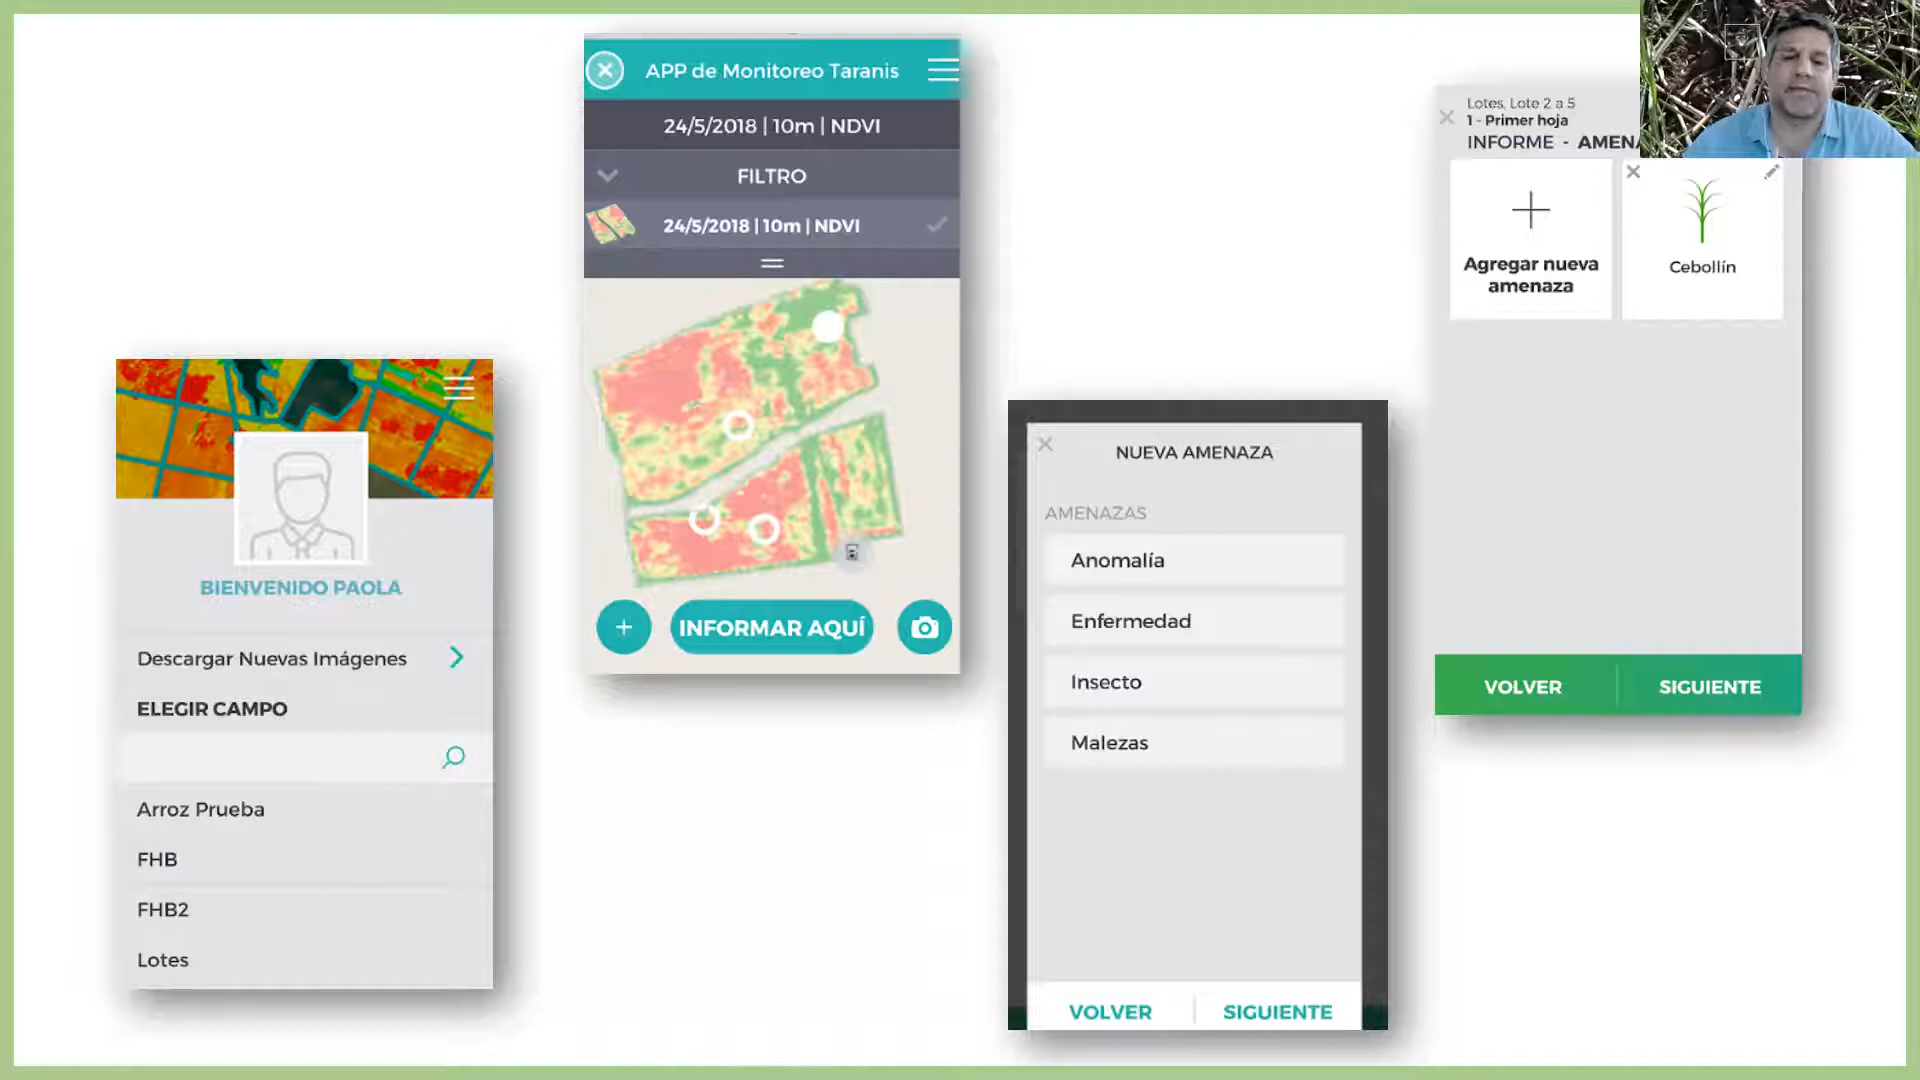 BIENVENIDO PAOLA
Descargar Nuevas Imágenes
ELEGIR CAMPO
Arroz Prueba
FHB
FHB2
Lotes
APP de Monitoreo Taranis
24/5/2018 | 10m | NDVI
FILTRO
24/5/2018 | 10m | NDVI
INFORMAR AQUÍ
NUEVA AMENAZA
AMENAZAS
Anomalía
Enfermedad
Insecto
Malezas
VOLVER
SIGUIENTE
Lotes, Lote 2 a 5
1 - Primer hoja
INFORME - AMENA
Agregar nueva
amenaza
Cebollín
VOLVER
SIGUIENTE